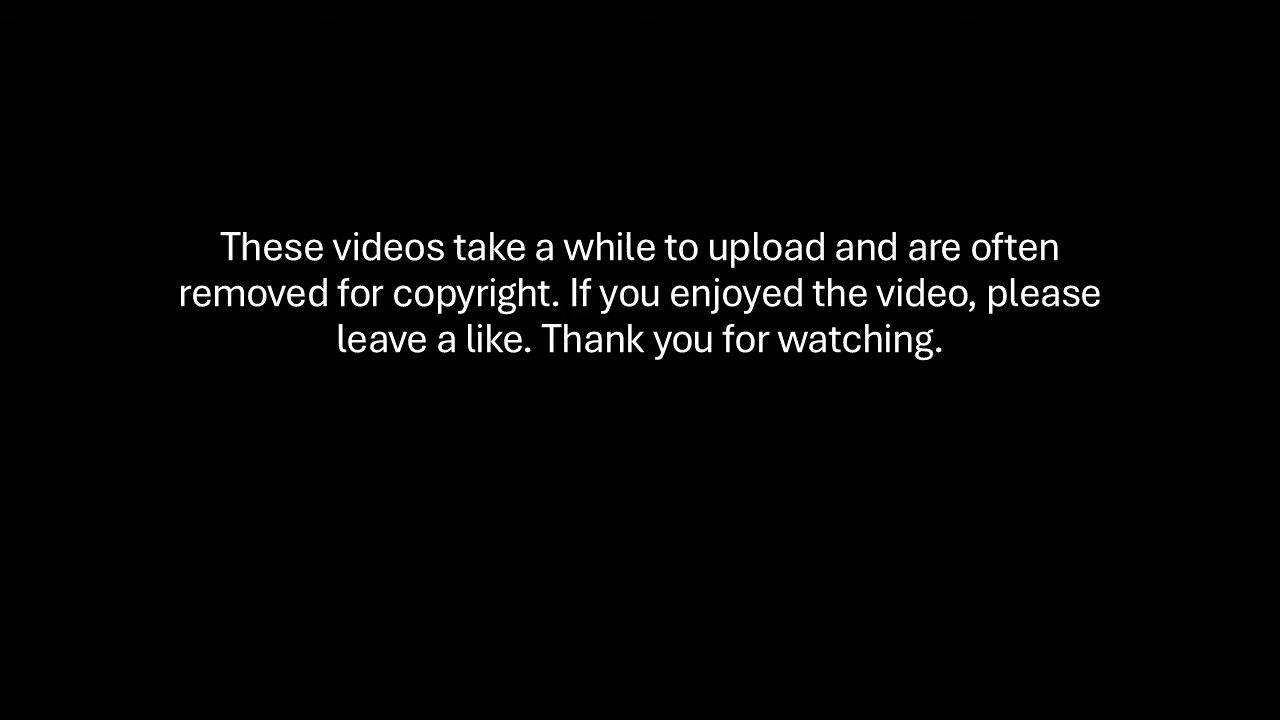 These videos take a while to upload and are often
removed for copyright. If you enjoyed the video, please
leave a like. Thank you for watching.